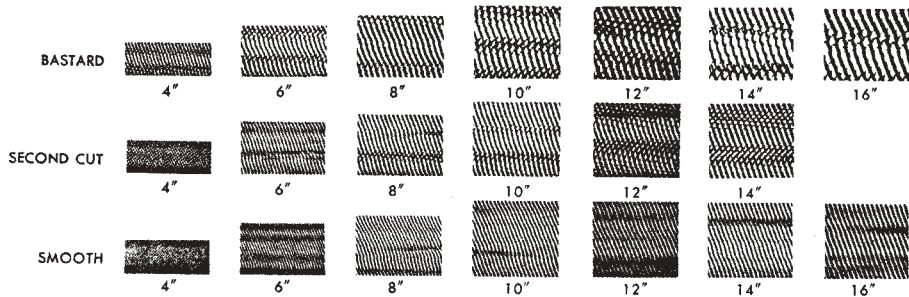 BASTARD
4" 6" 8" 10" 12" 14" 16"
SECOND CUT
4" 6" 8" 10" 12" 14"
SMOOTH
4" 6" 8" 10" 12" 14" 16"